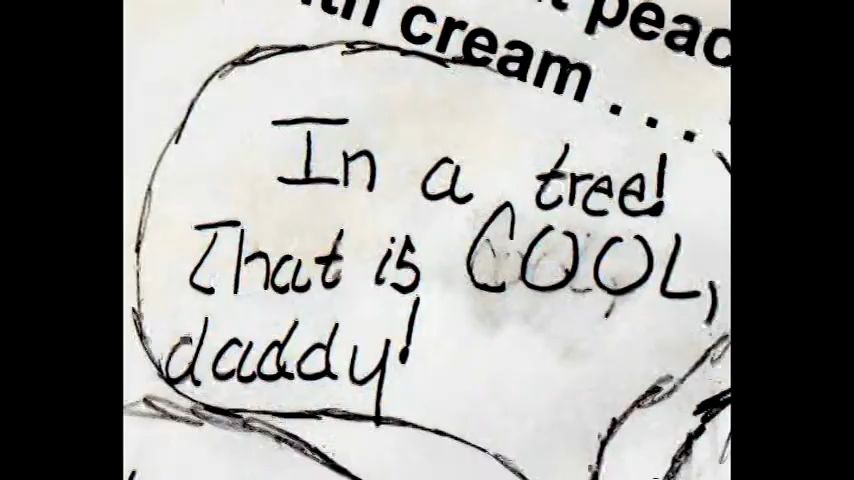 cream . . .
In a tree!
That is COOL,
daddy!